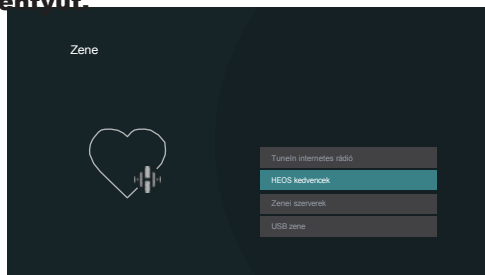 Zene
TuneIn internetes rádió
HEOS kedvencek
Zenei szerverek
USB zene